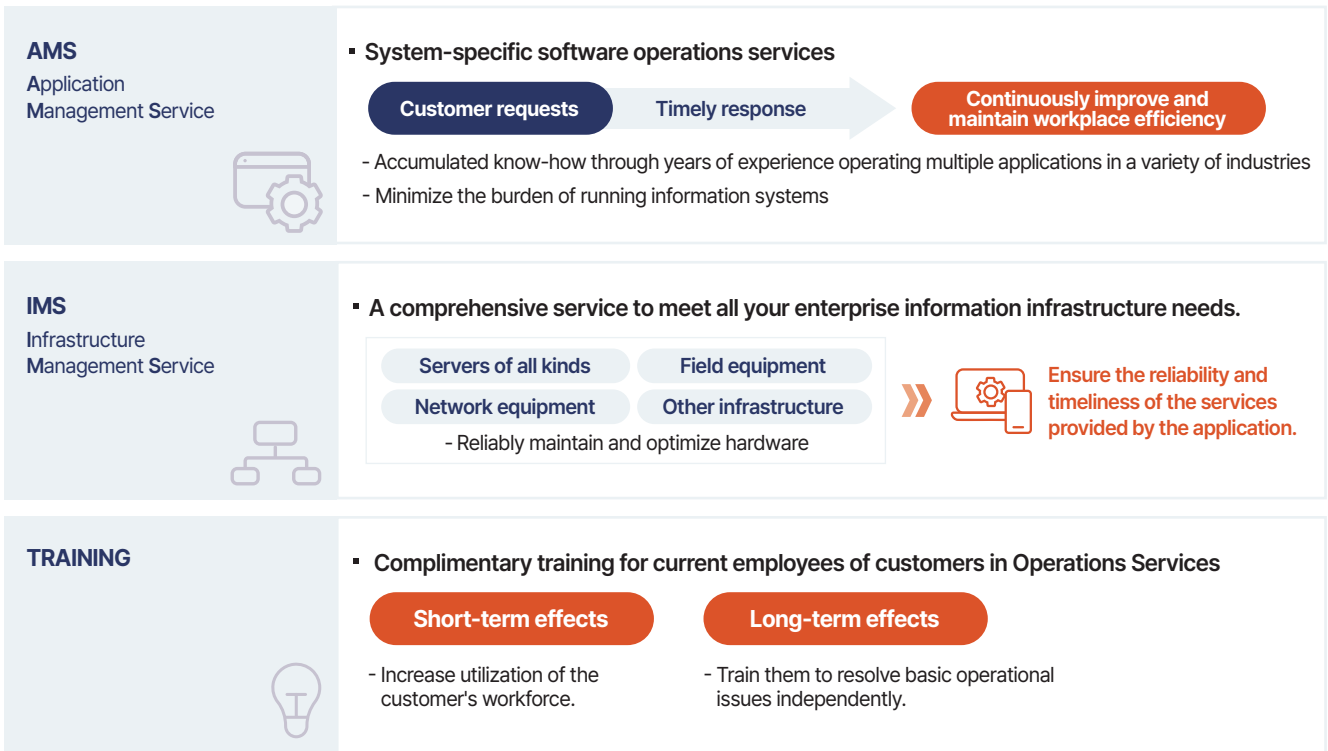 AMS
Application
Management Service
▪ System-specific software operations services
Customer requests
Timely response
Continuously improve and
maintain workplace efficiency
- Accumulated know-how through years of experience operating multiple applications in a variety of industries
- Minimize the burden of running information systems
IMS
Infrastructure
Management Service
▪ A comprehensive service to meet all your enterprise information infrastructure needs.
Servers of all kinds
Field equipment
Network equipment
Other infrastructure
- Reliably maintain and optimize hardware
Ensure the reliability and
timeliness of the services
provided by the application.
TRAINING
▪ Complimentary training for current employees of customers in Operations Services
Short-term effects
- Increase utilization of the
customer's workforce.
Long-term effects
- Train them to resolve basic operational
issues independently.